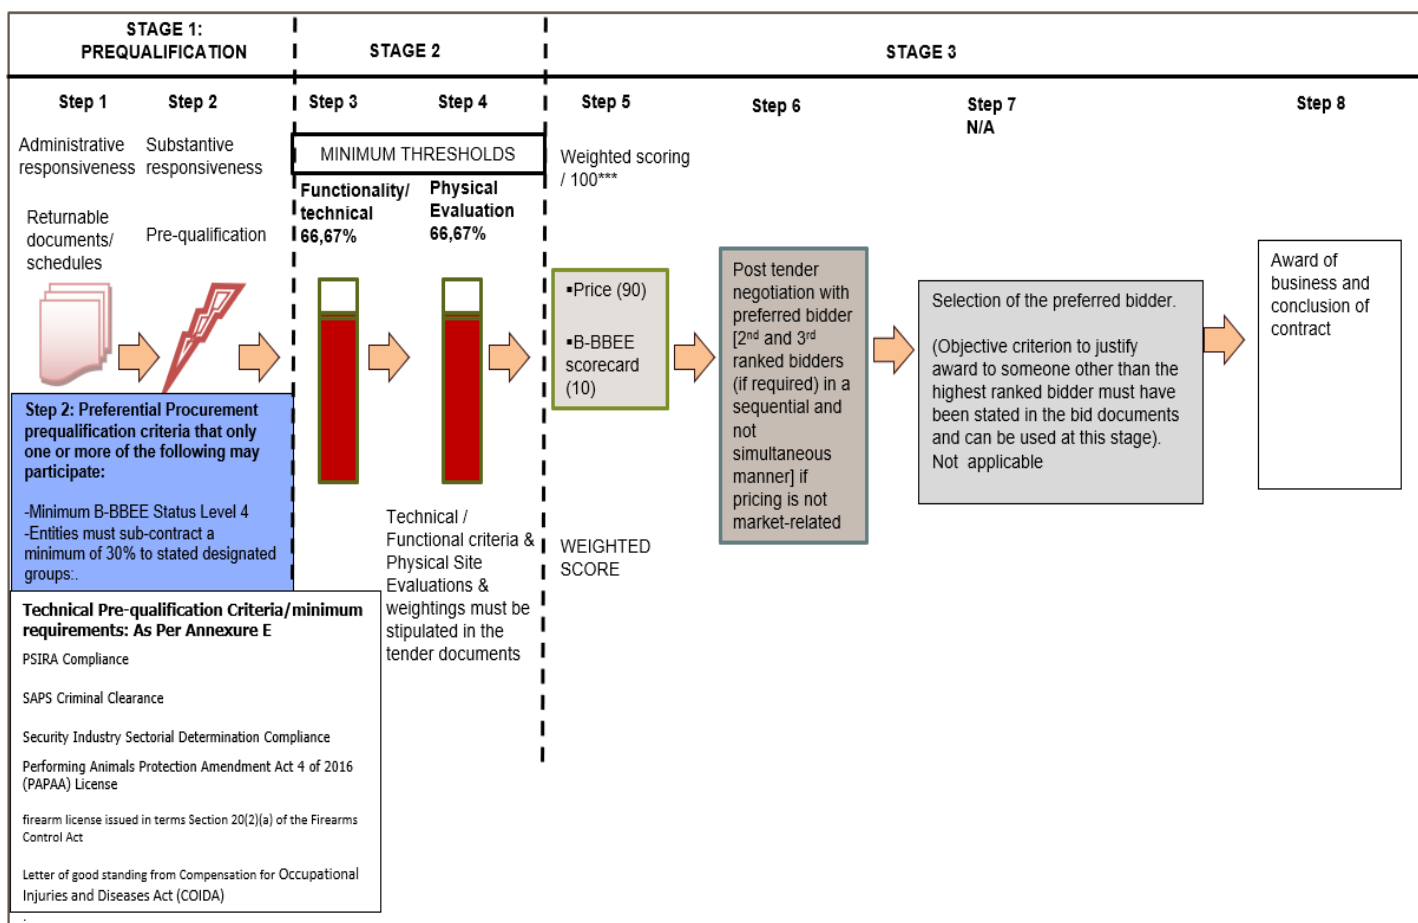 STAGE 1:
PREQUALIFICATION
STAGE 2
STAGE 3
Step 1
Step 2
Step 3
Step 4
Step 5
Step 6
Step 7
N/A
Step 8
Administrative
responsiveness
Substantive
responsiveness
MINIMUM THRESHOLDS
Weighted scoring
/ 100***
Functionality/
technical
66,67%
Physical
Evaluation
66,67%
Returnable
documents/
schedules
Pre-qualification
▪Price (90)
▪B-BBEE
scorecard
(10)
Post tender
negotiation with
preferred bidder
[2nd and 3rd
ranked bidders
(if required) in a
sequential and
not
simultaneous
manner] if
pricing is not
market-related
Selection of the preferred bidder.
(Objective criterion to justify
award to someone other than the
highest ranked bidder must have
been stated in the bid documents
and can be used at this stage).
Not  applicable
Award of
business and
conclusion of
contract
Step 2: Preferential Procurement
prequalification criteria that only
one or more of the following may
participate:
-Minimum B-BBEE Status Level 4
-Entities must sub-contract a
minimum of 30% to stated designated
groups:.
Technical /
Functional criteria &
Physical Site
Evaluations &
weightings must be
stipulated in the
tender documents
WEIGHTED
SCORE
Technical Pre-qualification Criteria/minimum
requirements: As Per Annexure E
PSIRA Compliance
SAPS Criminal Clearance
Security Industry Sectorial Determination Compliance
Performing Animals Protection Amendment Act 4 of 2016
(PAPAA) License
firearm license issued in terms Section 20(2)(a) of the Firearms
Control Act
Letter of good standing from Compensation for Occupational
Injuries and Diseases Act (COIDA)
.